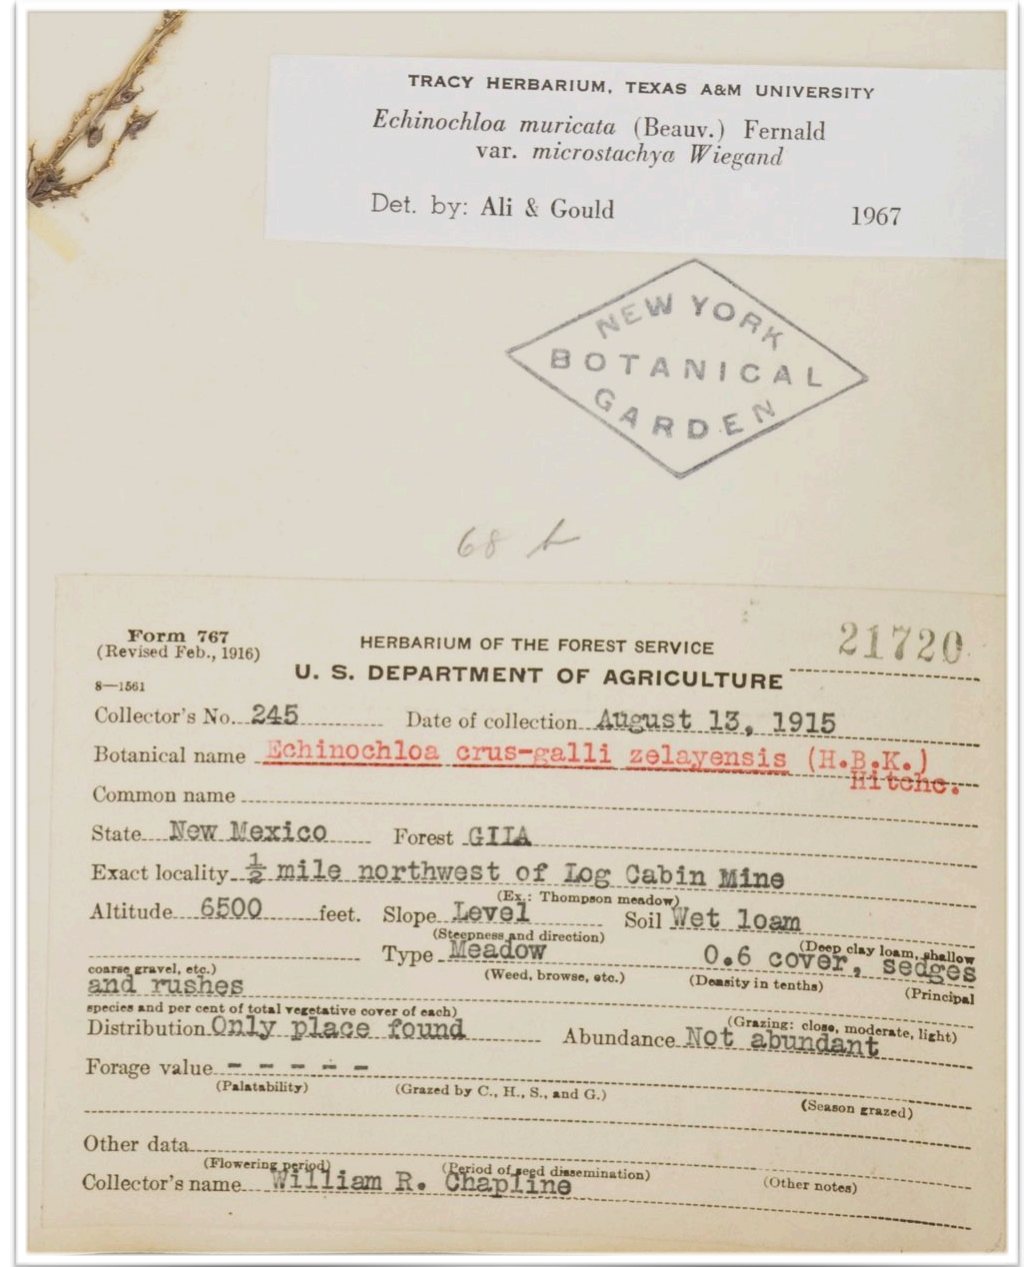 TRACY HERBARIUM, TEXAS A&M UNIVERSITY
Echinochloa muricata (Beauv.) Fernald
var. microstachya Wiegand
Det. by: Ali & Gould 1967
NEW YORK
BOTANICAL
GARDEN
68
Form 767
(Revised Feb., 1916)
8—1561
HERBARIUM OF THE FOREST SERVICE
U. S. DEPARTMENT OF AGRICULTURE
21720
Collector's No. 245 Date of collection August 13, 1915
Botanical name Echinochloa crus-galli zelayensis (H.B.K.)
Hitchc.
Common name
State New Mexico Forest GIIA
Exact locality ½ mile northwest of Log Cabin Mine
(Ex.: Thompson meadow)
Altitude 6500 feet. Slope Level Soil Wet loam
(Steepness and direction) (Deep clay loam, shallow
Type Meadow 0.6 cover, sedges
coarse gravel, etc.) (Weed, browse, etc.) (Density in tenths) (Principal
and rushes
species and per cent of total vegetative cover of each)
Distribution Only place found Abundance Not abundant
(Grazing: close, moderate, light)
Forage value - - - - -
(Palatability) (Grazed by C., H., S., and G.) (Season grazed)
Other data
(Flowering period) (Period of seed dissemination) (Other notes)
Collector's name William R. Chapline